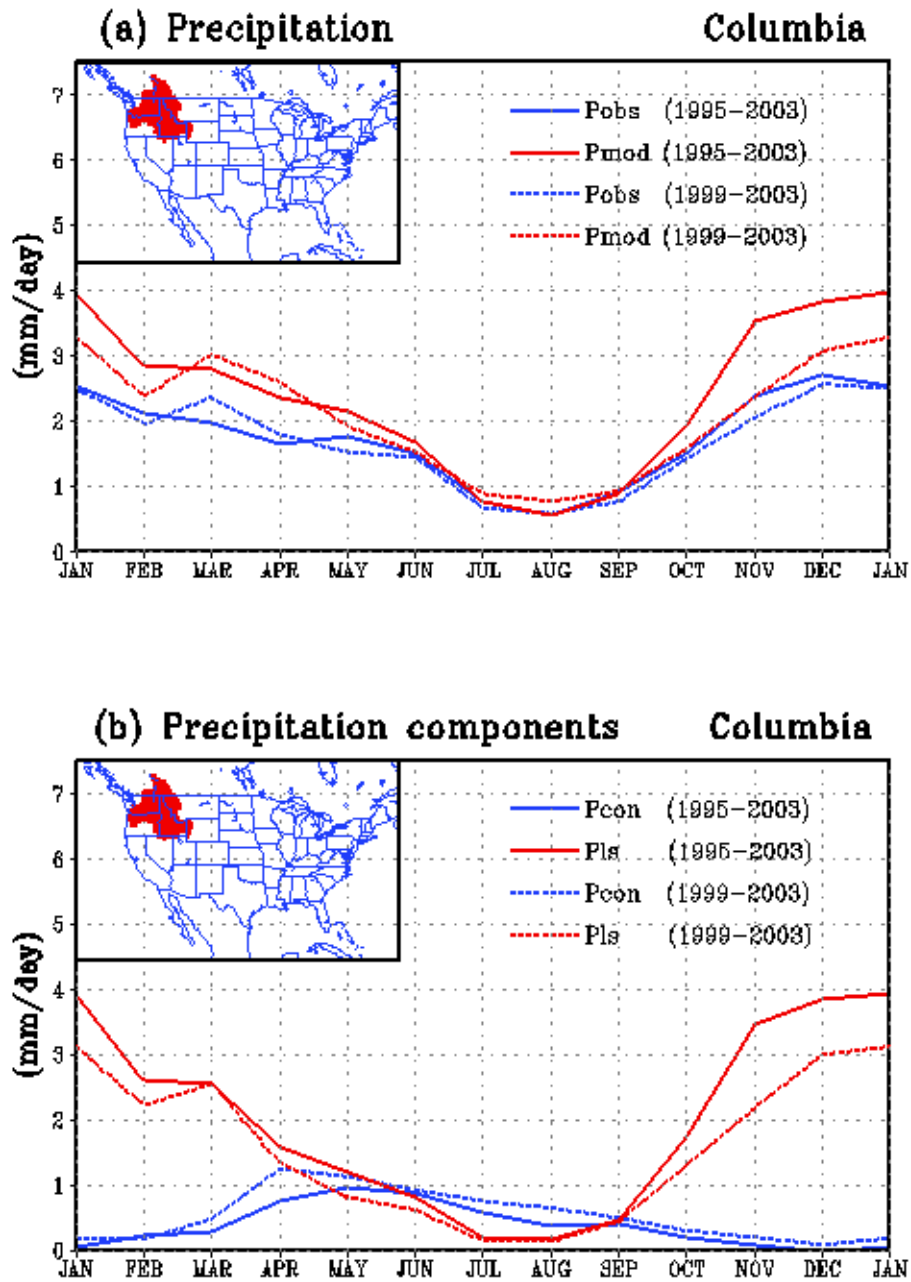 (a) Precipitation Columbia
7
Pobs (1995-2003)
Pmod (1995-2003)
6
Pobs (1999-2003)
5
Pmod (1999-2003)
(mm/day)
4
3
2
1
0
JAN FEB MAR APR MAY JUN JUL AUG SEP OCT NOV DEC JAN
(b) Precipitation components Columbia
7
Pcon (1995-2003)
Pls (1995-2003)
6
Pcon (1999-2003)
5
Pls (1999-2003)
(mm/day)
4
3
2
1
0
JAN FEB MAR APR MAY JUN JUL AUG SEP OCT NOV DEC JAN